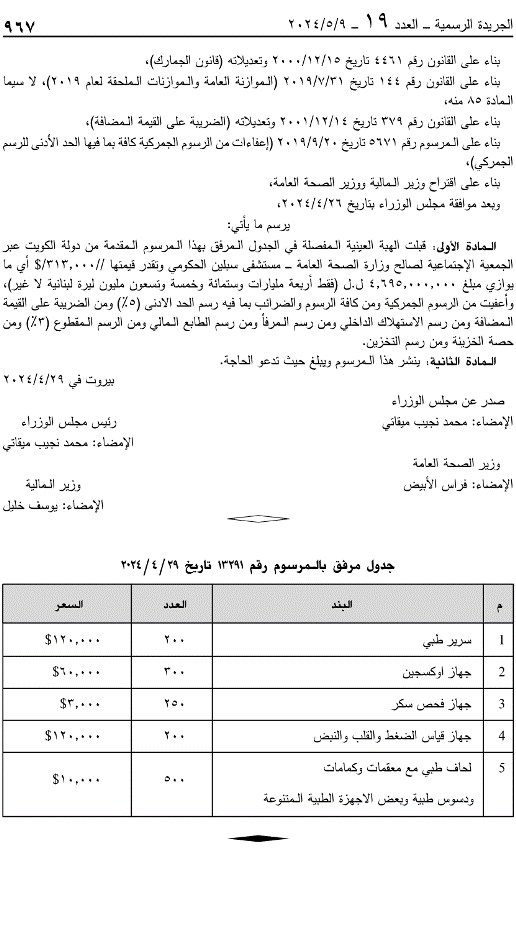 الجريدة الرسمية ـ العدد ١٩ ـ ٢٠٢٤/٥/٩
٩٦٧
بناء على القانون رقم ٤٤٦١ تاريخ ٢٠٠٠/١٢/١٥ وتعديلاته (قانون الجمارك)،
بناء على القانون رقم ١٤٤ تاريخ ٢٠١٩/٧/٣١ (الموازنة العامة والموازنات الملحقة لعام ٢٠١٩)، لا سيما
المادة ٨٥ منه،
بناء على القانون رقم ٣٧٩ تاريخ ٢٠٠١/١٢/١٤ وتعديلاته (الضريبة على القيمة المضافة)،
بناء على المرسوم رقم ٥٦٧١ تاريخ ٢٠١٩/٩/٢٠ (إعفاءات من الرسوم الجمركية كافة بما فيها الحد الأدنى للرسم
الجمركي)،
بناء على اقتراح وزير المالية ووزير الصحة العامة،
وبعد موافقة مجلس الوزراء بتاريخ ٢٠٢٤/٤/٢٦،
يرسم ما يأتي:
المادة الأولى: قبلت الهبة العينية المفصلة في الجدول المرفق بهذا المرسوم المقدمة من دولة الكويت عبر
الجمعية الإجتماعية لصالح وزارة الصحة العامة ـ مستشفى سبلين الحكومي وتقدر قيمتها //٣١٣,٠٠٠/$ أي ما
يوازي مبلغ ٤,٦٩٥,٠٠٠,٠٠٠ ل.ل (فقط أربعة مليارات وستمائة وخمسة وتسعون مليون ليرة لبنانية لا غير)،
وأعفيت من الرسوم الجمركية ومن كافة الرسوم والضرائب بما فيه رسم الحد الادنى (٥٪) ومن الضريبة على القيمة
المضافة ومن رسم الاستهلاك الداخلي ومن رسم المرفأ ومن رسم الطابع المالي ومن الرسم المقطوع (٣٪) ومن
حصة الخزينة ومن رسم التخزين.
المادة الثانية: ينشر هذا المرسوم ويبلغ حيث تدعو الحاجة.
بيروت في ٢٠٢٤/٤/٢٩
صدر عن مجلس الوزراء
رئيس مجلس الوزراء
الإمضاء: محمد نجيب ميقاتي
الإمضاء: محمد نجيب ميقاتي
وزير الصحة العامة
وزير المالية
الإمضاء: فراس الأبيض
الإمضاء: يوسف خليل
جدول مرفق بالمرسوم رقم ١٣٢٩١ تاريخ ٢٠٢٤/٤/٢٩
م البند العدد السعر
1 سرير طبي ٢٠٠ ١٢٠,٠٠٠$
2 جهاز اوكسجين ٣٠٠ ٦٠,٠٠٠$
3 جهاز فحص سكر ٢٥٠ ٣,٠٠٠$
4 جهاز قياس الضغط والقلب والنبض ٢٠٠ ١٢٠,٠٠٠$
5 لحاف طبي مع معقمات وكمامات ٥٠٠ ١٠,٠٠٠$
ودسوس طبية وبعض الاجهزة الطبية المتنوعة